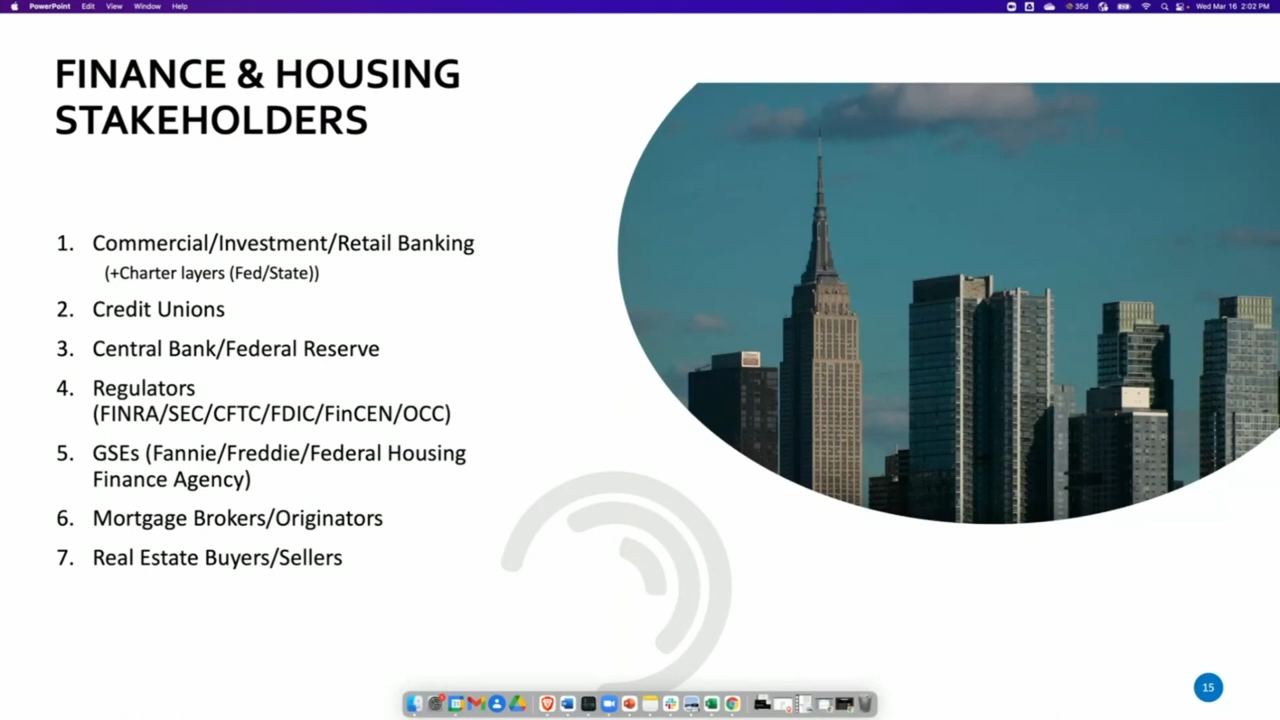 PowerPoint Edit View Window Help
35d Wed Mar 16 2:02 PM
FINANCE & HOUSING
STAKEHOLDERS
1. Commercial/Investment/Retail Banking
(+Charter layers (Fed/State))
2. Credit Unions
3. Central Bank/Federal Reserve
4. Regulators
(FINRA/SEC/CFTC/FDIC/FinCEN/OCC)
5. GSEs (Fannie/Freddie/Federal Housing
Finance Agency)
6. Mortgage Brokers/Originators
7. Real Estate Buyers/Sellers
15